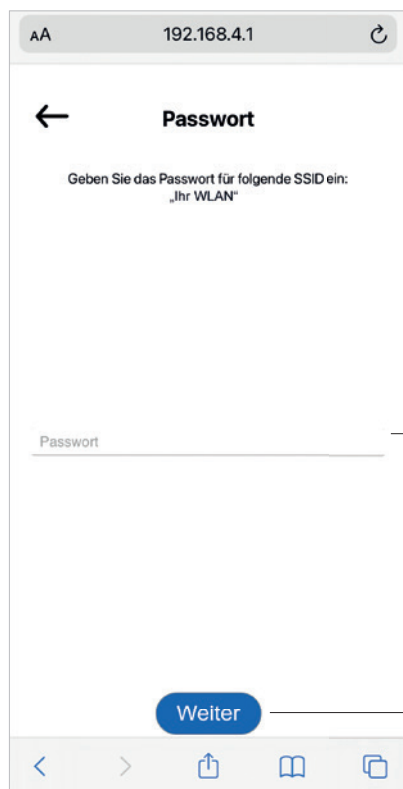 AA 192.168.4.1
Passwort
Geben Sie das Passwort für folgende SSID ein:
„Ihr WLAN“
Passwort
Weiter